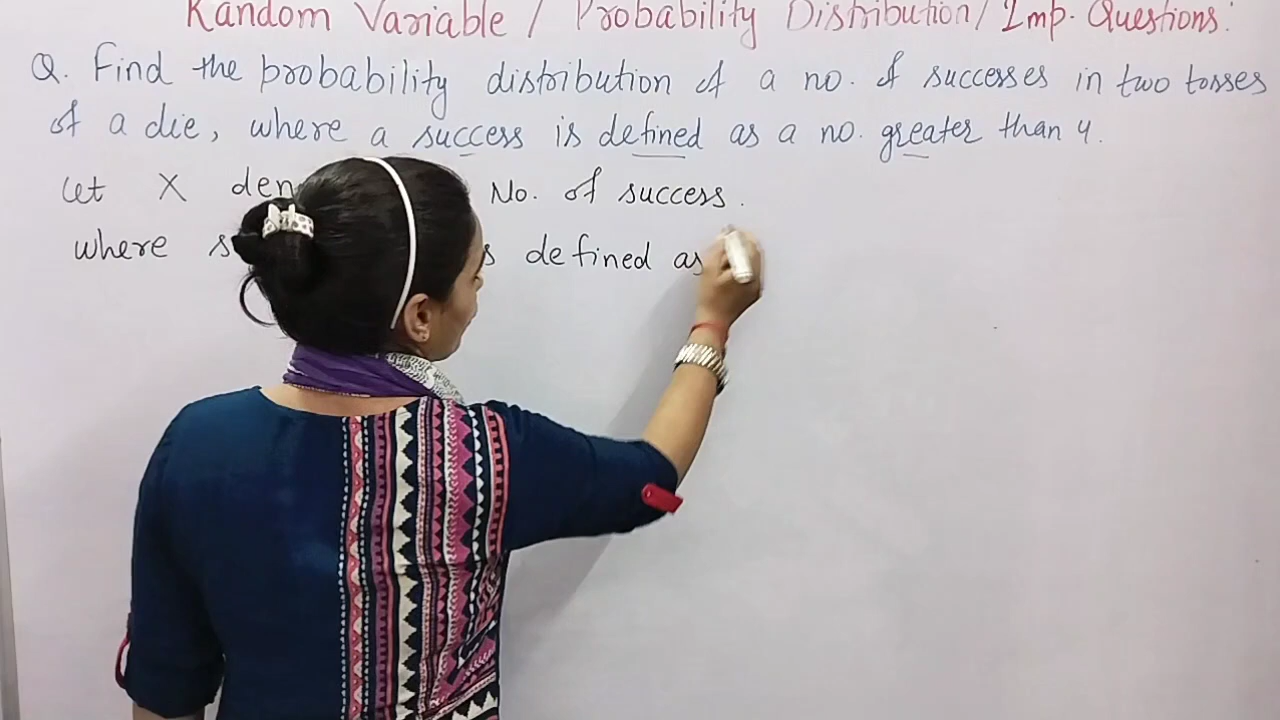 Random Variable / Probability Distribution / Imp. Questions:
Q. Find the probability distribution of a no. of successes in two tosses
of a die, where a success is defined as a no. greater than 4.
Let X den No. of success.
where s s defined as